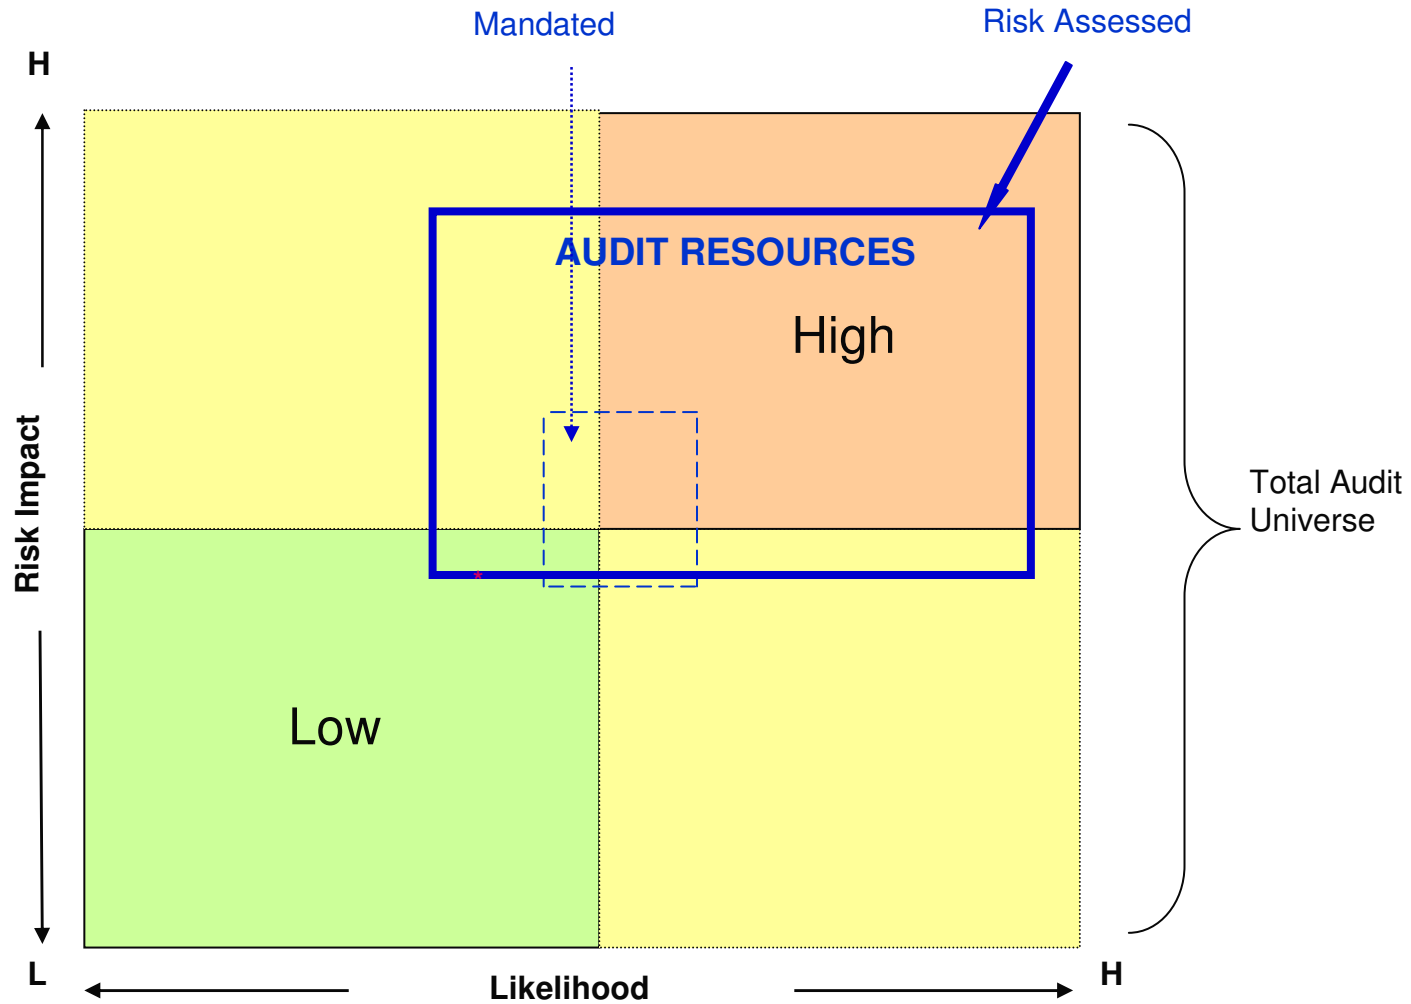 Mandated
Risk Assessed
H
AUDIT RESOURCES
High
Risk Impact
Total Audit
Universe
Low
L
Likelihood
H